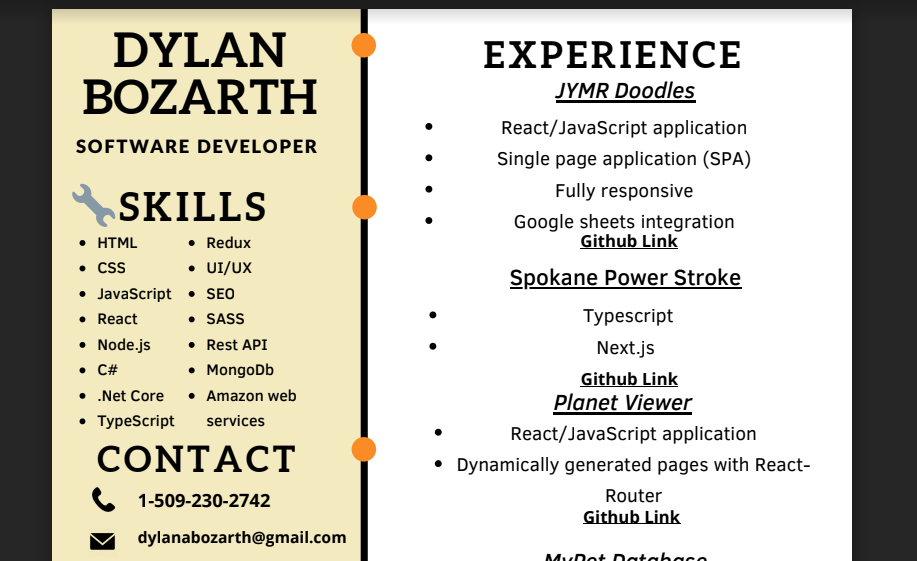 DYLAN
BOZARTH
SOFTWARE DEVELOPER
SKILLS
HTML
CSS
JavaScript
React
Node.js
C#
.Net Core
TypeScript
Redux
UI/UX
SEO
SASS
Rest API
MongoDb
Amazon web
services
CONTACT
1-509-230-2742
dylanabozarth@gmail.com
EXPERIENCE
JYMR Doodles
React/JavaScript application
Single page application (SPA)
Fully responsive
Google sheets integration
Github Link
Spokane Power Stroke
Typescript
Next.js
Github Link
Planet Viewer
React/JavaScript application
Dynamically generated pages with React-
Router
Github Link
MyPet Database